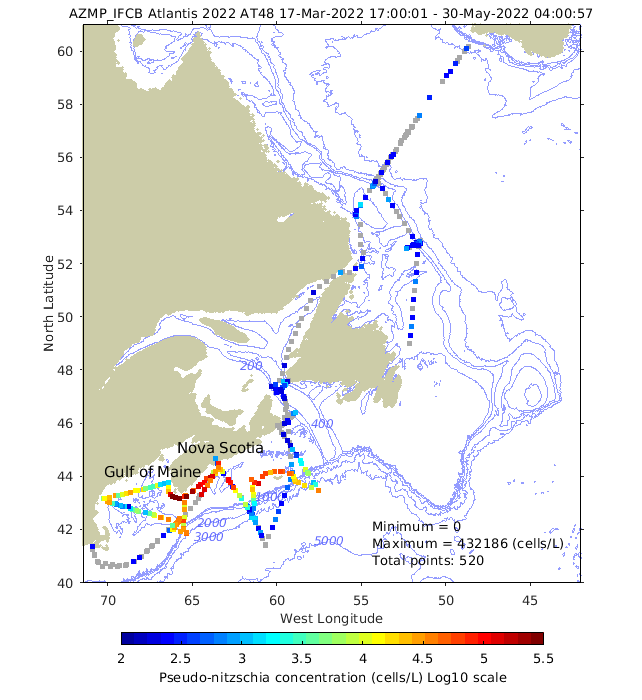 AZMP_IFCB Atlantis 2022 AT48 17-Mar-2022 17:00:01 - 30-May-2022 04:00:57
60
58
56
54
52
50
48
46
44
42
40
North Latitude
200
400
Nova Scotia
Gulf of Maine
2000
3000
5000
Minimum = 0
Maximum = 432186 (cells/L)
Total points: 520
70 65 60 55 50 45
West Longitude
2 2.5 3 3.5 4 4.5 5 5.5
Pseudo-nitzschia concentration (cells/L) Log10 scale